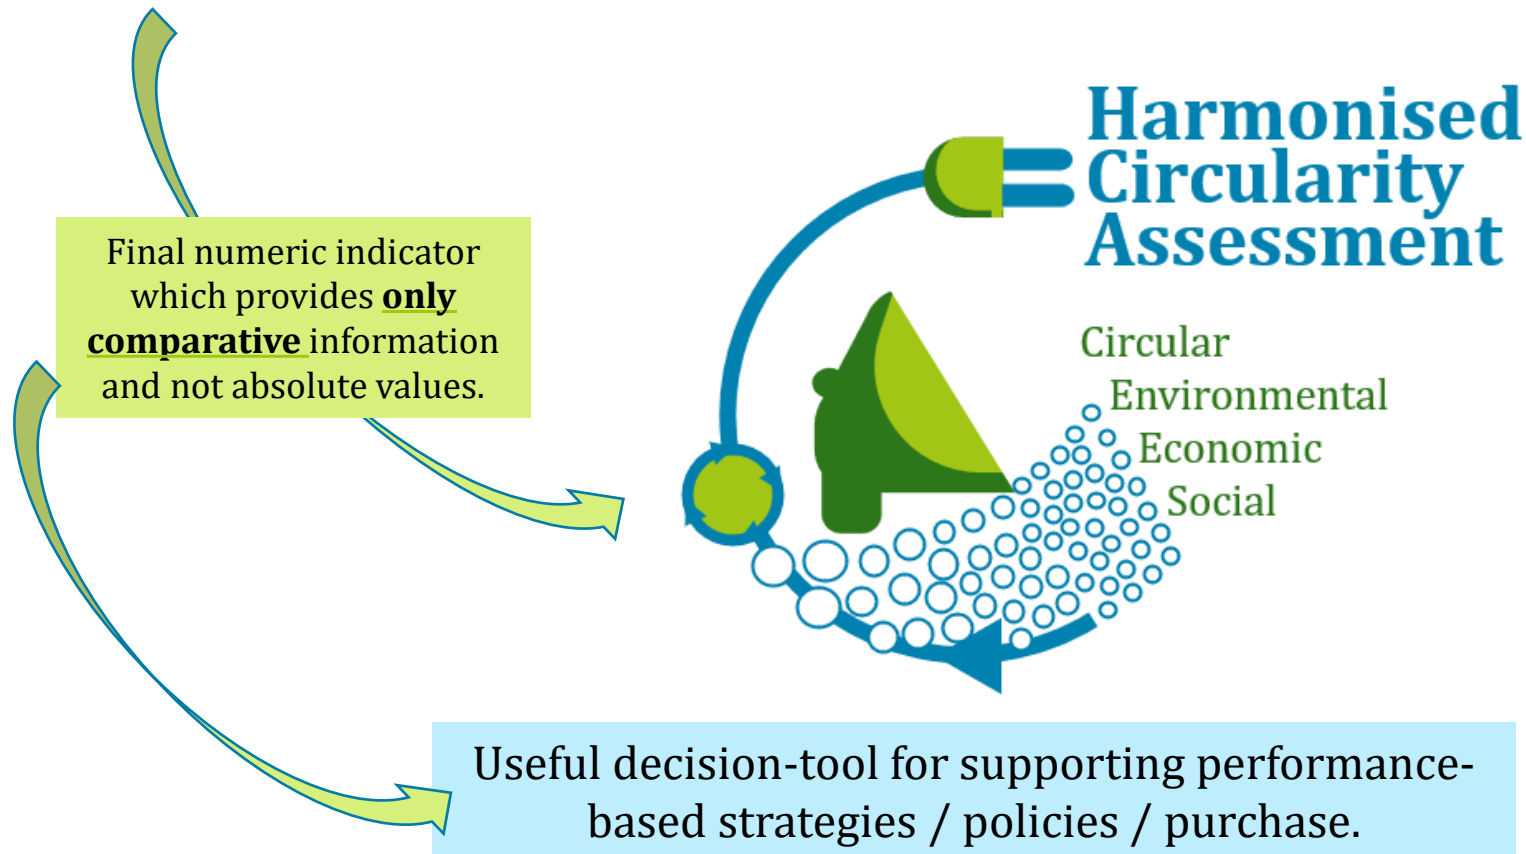 Harmonised
Circularity
Assessment
Final numeric indicator
which provides only
comparative information
and not absolute values.
Circular
Environmental
Economic
Social
Useful decision-tool for supporting performance-
based strategies / policies / purchase.